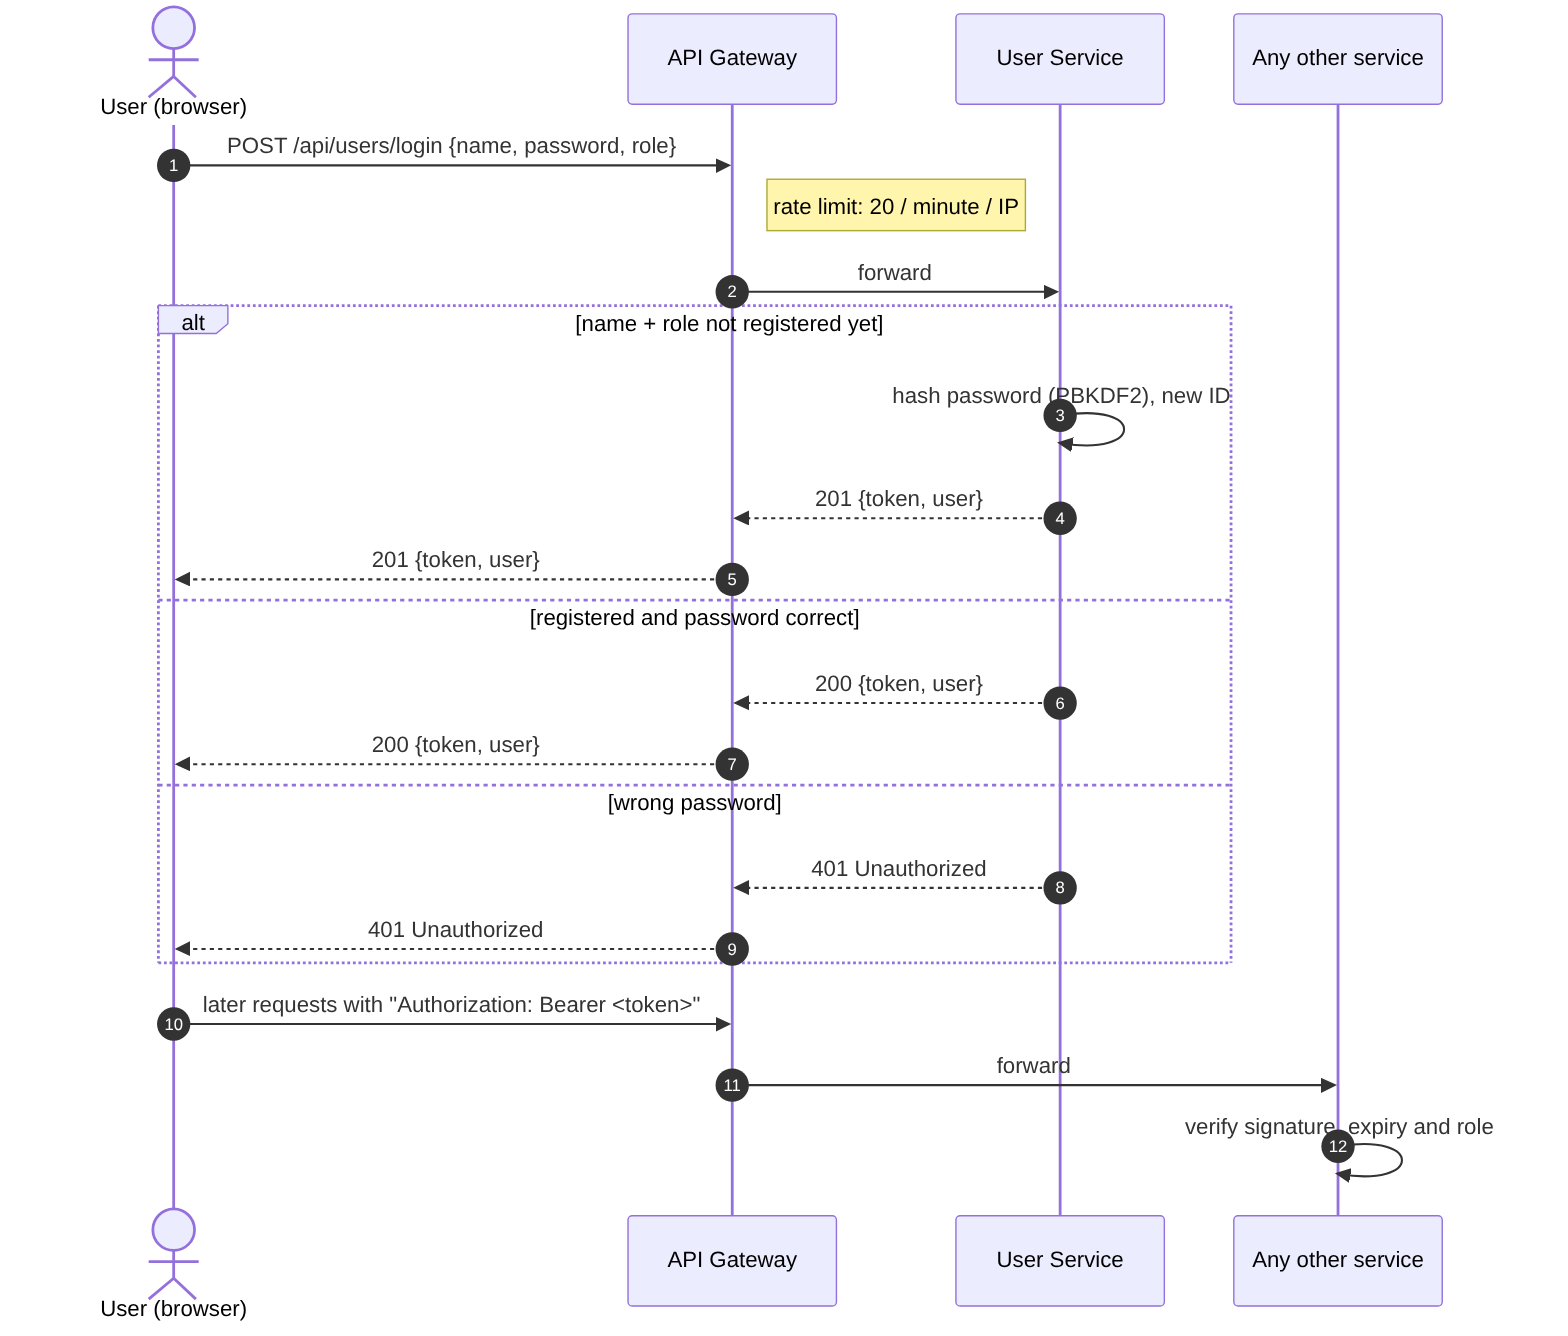 User (browser)
API Gateway
User Service
Any other service
POST /api/users/login {name, password, role}
1
rate limit: 20 / minute / IP
forward
2
alt
[name + role not registered yet]
hash password (PBKDF2), new ID
3
201 {token, user}
4
201 {token, user}
5
[registered and password correct]
200 {token, user}
6
200 {token, user}
7
[wrong password]
401 Unauthorized
8
401 Unauthorized
9
later requests with "Authorization: Bearer <token>"
10
forward
11
verify signature, expiry and role
12
User (browser)
API Gateway
User Service
Any other service